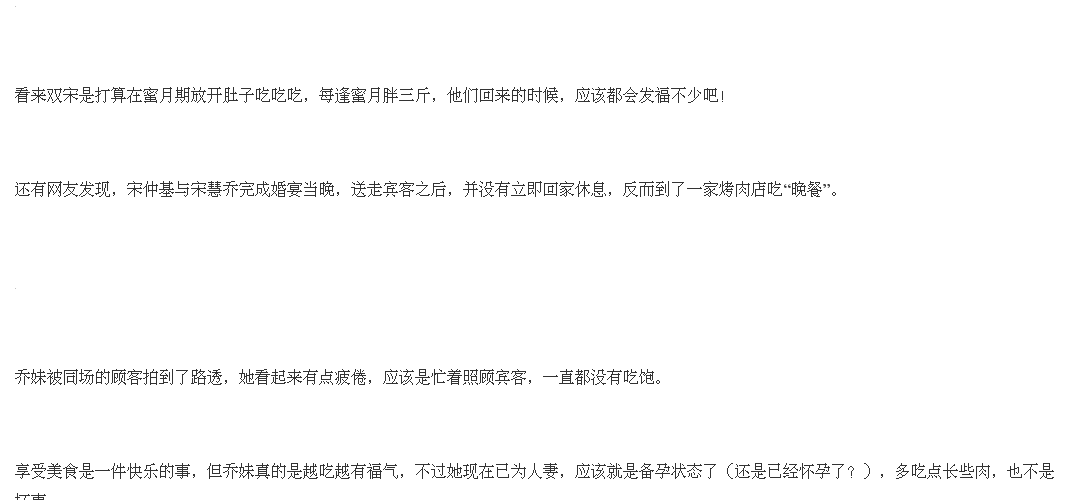 看来双宋是打算在蜜月期放开肚子吃吃吃，每逢蜜月胖三斤，他们回来的时候，应该都会发福不少吧！
还有网友发现，宋仲基与宋慧乔完成婚宴当晚，送走宾客之后，并没有立即回家休息，反而到了一家烤肉店吃“晚餐”。
乔妹被同场的顾客拍到了路透，她看起来有点疲倦，应该是忙着照顾宾客，一直都没有吃饱。
享受美食是一件快乐的事，但乔妹真的是越吃越有福气，不过她现在已为人妻，应该就是备孕状态了（还是已经怀孕了？），多吃点长些肉，也不是